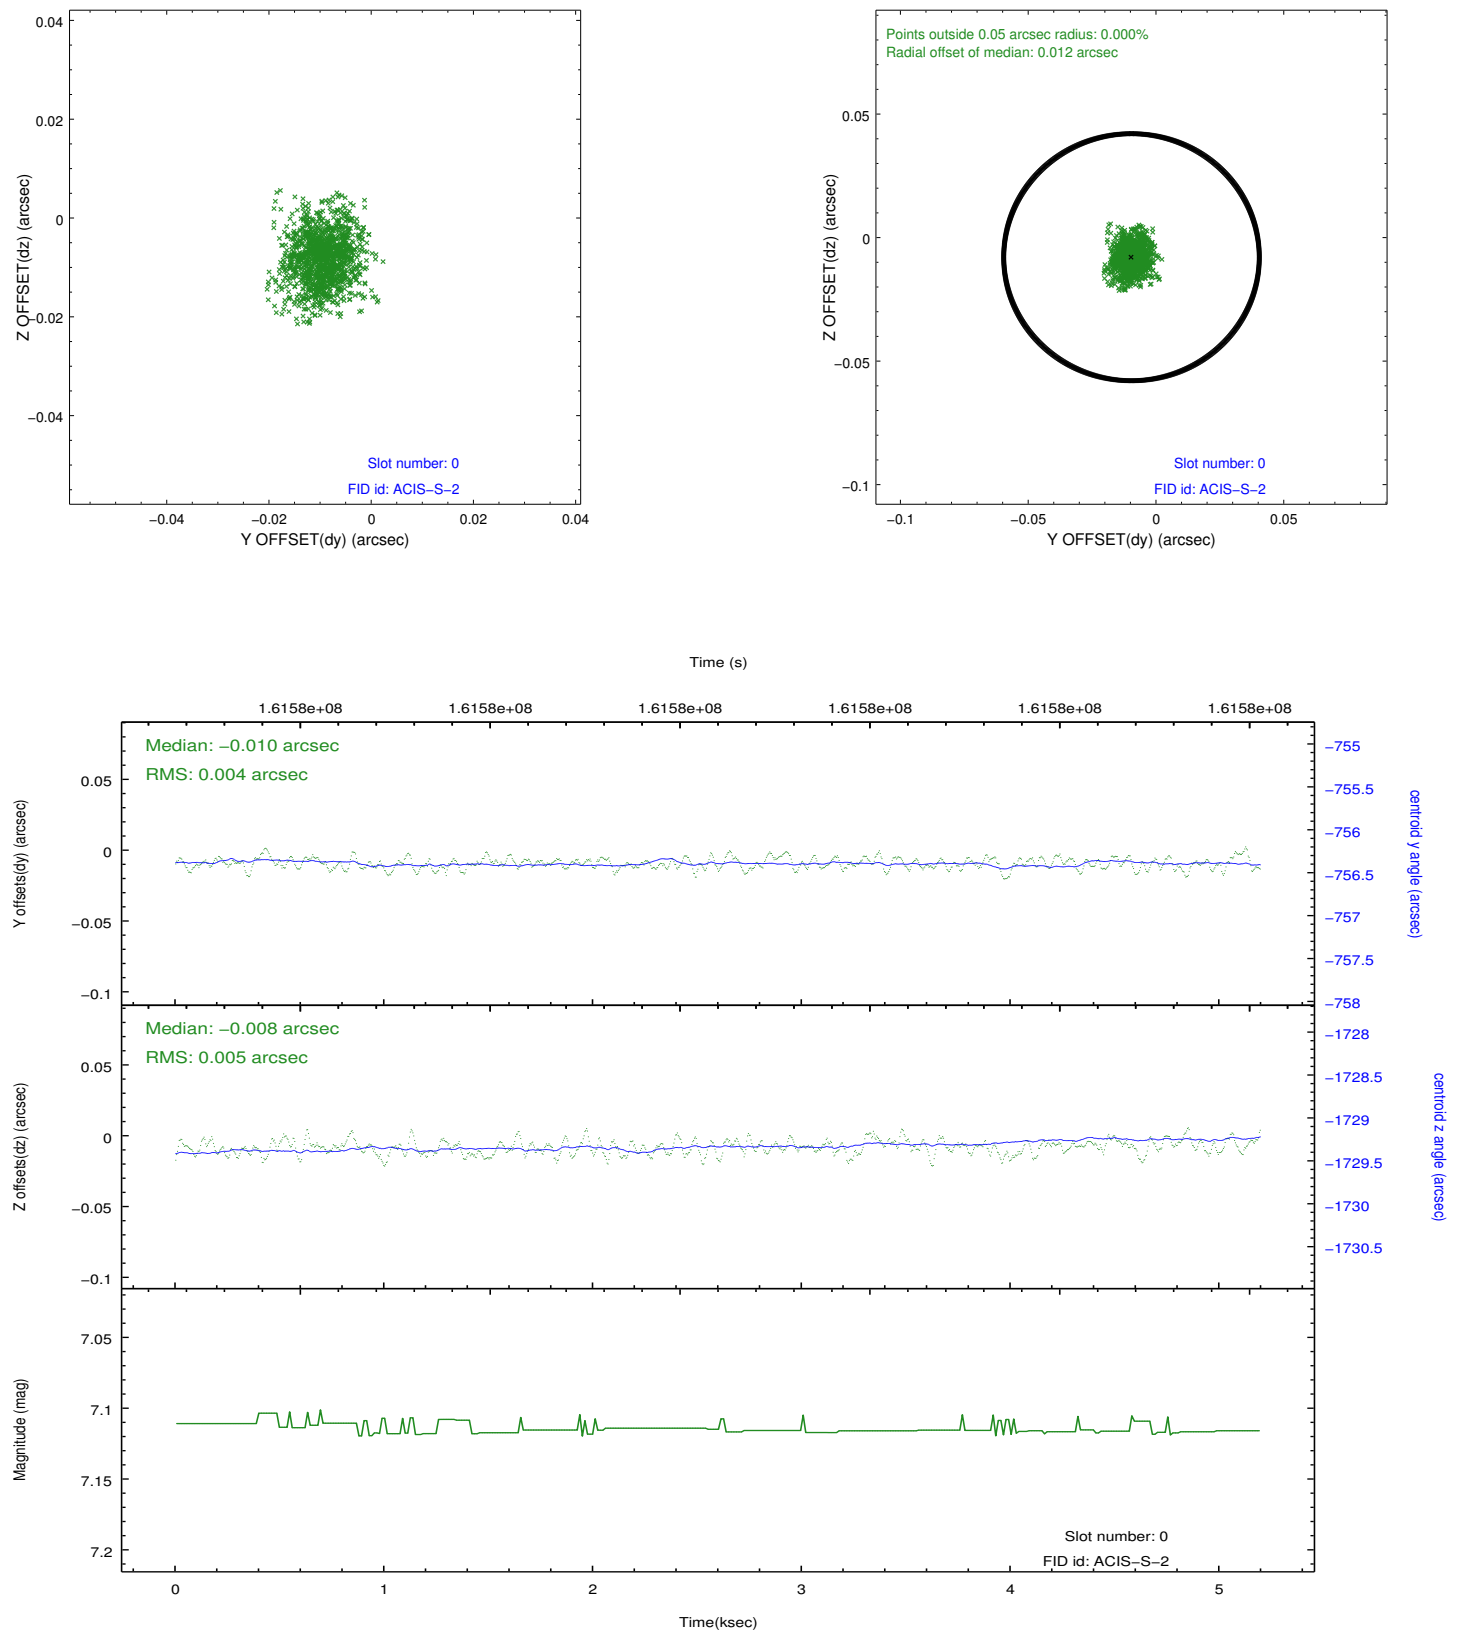 0.04
0.02
0
−0.02
−0.04
Z OFFSET(dz) (arcsec)
Slot number: 0
FID id: ACIS−S−2
−0.04 −0.02 0 0.02 0.04
Y OFFSET(dy) (arcsec)
Points outside 0.05 arcsec radius: 0.000%
Radial offset of median: 0.012 arcsec
0.05
0
−0.05
−0.1
Z OFFSET(dz) (arcsec)
Slot number: 0
FID id: ACIS−S−2
−0.1 −0.05 0 0.05
Y OFFSET(dy) (arcsec)
Time (s)
1.6158e+08 1.6158e+08 1.6158e+08 1.6158e+08 1.6158e+08 1.6158e+08
Median: −0.010 arcsec
RMS: 0.004 arcsec
0.05
0
−0.05
−0.1
Y offsets(dy) (arcsec)
−755
−755.5
−756
−756.5
−757
−757.5
−758
centroid y angle (arcsec)
Median: −0.008 arcsec
RMS: 0.005 arcsec
0.05
0
−0.05
−0.1
Z offsets(dz) (arcsec)
−1728
−1728.5
−1729
−1729.5
−1730
−1730.5
centroid z angle (arcsec)
7.05
7.1
7.15
7.2
Magnitude (mag)
Slot number: 0
FID id: ACIS−S−2
0 1 2 3 4 5
Time(ksec)